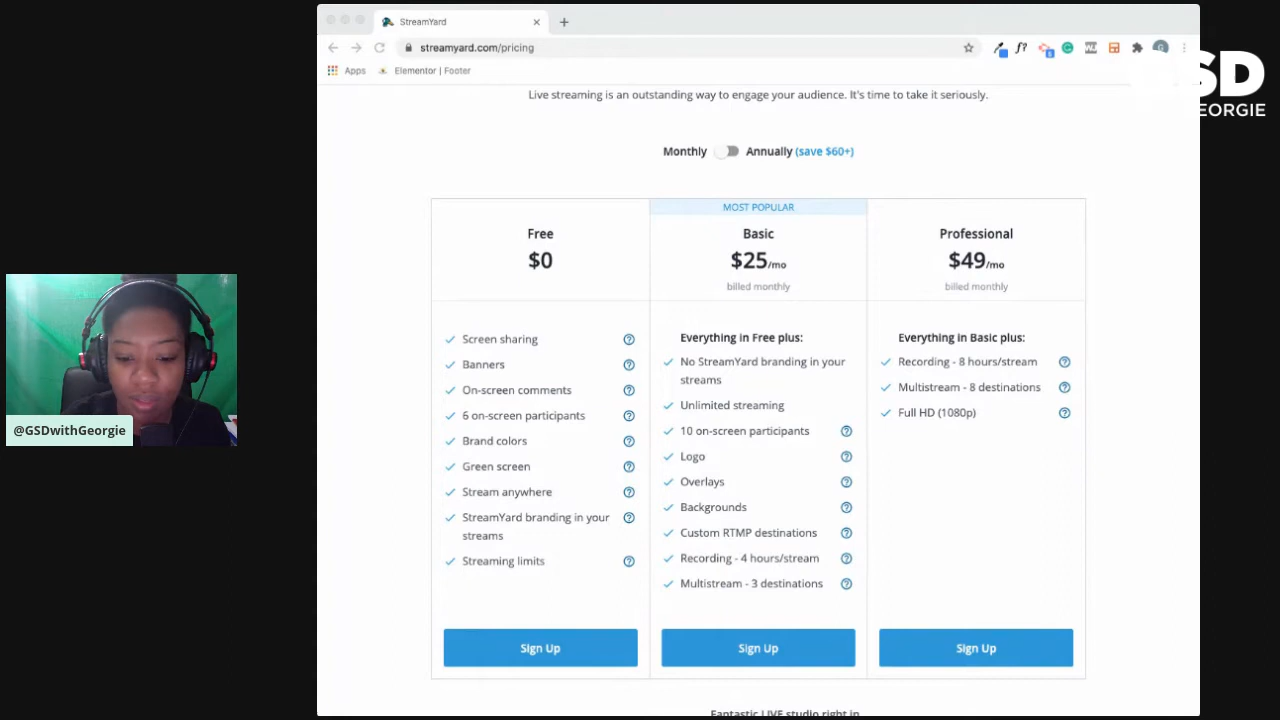 StreamYard
streamyard.com/pricing
Apps
Elementor | Footer
SD
EORGIE
Live streaming is an outstanding way to engage your audience. It's time to take it seriously.
Monthly Annually (save $60+)
Free
$0
Screen sharing
Banners
On-screen comments
6 on-screen participants
Brand colors
Green screen
Stream anywhere
StreamYard branding in your
streams
Streaming limits
Sign Up
MOST POPULAR
Basic
$25/mo
billed monthly
Everything in Free plus:
No StreamYard branding in your
streams
Unlimited streaming
10 on-screen participants
Logo
Overlays
Backgrounds
Custom RTMP destinations
Recording - 4 hours/stream
Multistream - 3 destinations
Sign Up
Professional
$49/mo
billed monthly
Everything in Basic plus:
Recording - 8 hours/stream
Multistream - 8 destinations
Full HD (1080p)
Sign Up
Fantastic LIVE studio right in
@GSDwithGeorgie